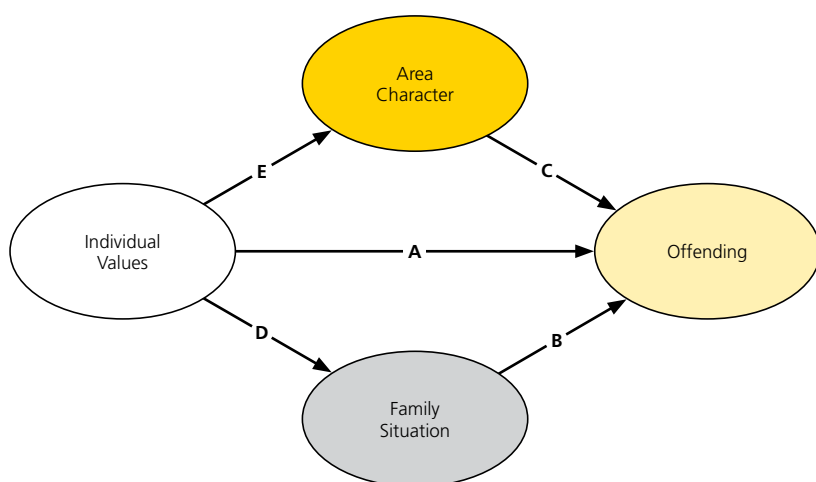 Area
Character
E
C
Individual
Values
A
Offending
D
B
Family
Situation